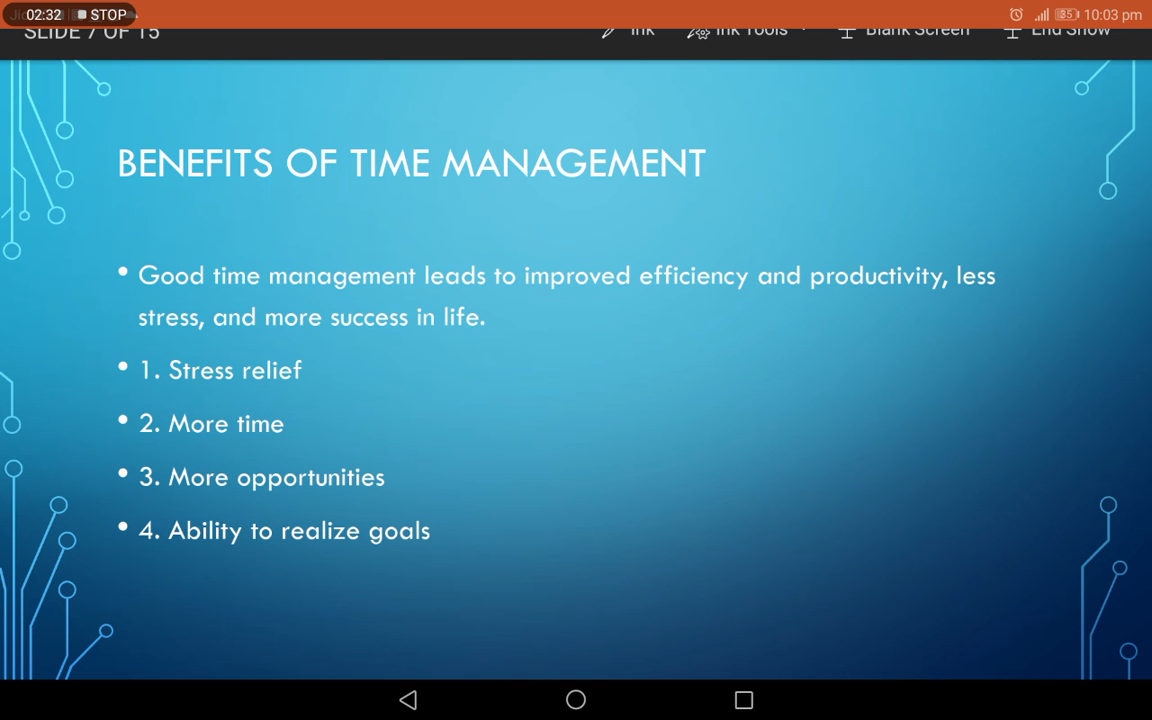 02:32 STOP
35 10:03 pm
SLIDE 7 OF 15 Ink Ink Tools Blank Screen End Show
BENEFITS OF TIME MANAGEMENT
• Good time management leads to improved efficiency and productivity, less
stress, and more success in life.
• 1. Stress relief
• 2. More time
• 3. More opportunities
• 4. Ability to realize goals